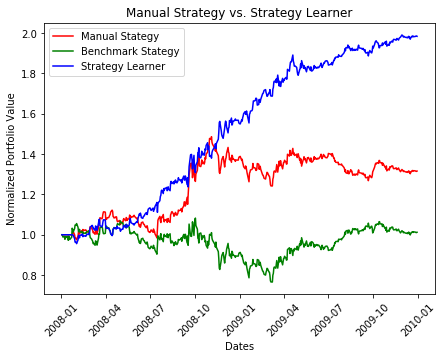 Manual Strategy vs. Strategy Learner
Manual Stategy
Benchmark Stategy
Strategy Learner
Normalized Portfolio Value
2.0
1.8
1.6
1.4
1.2
1.0
0.8
2008-01
2008-04
2008-07
2008-10
2009-01
2009-04
2009-07
2009-10
2010-01
Dates